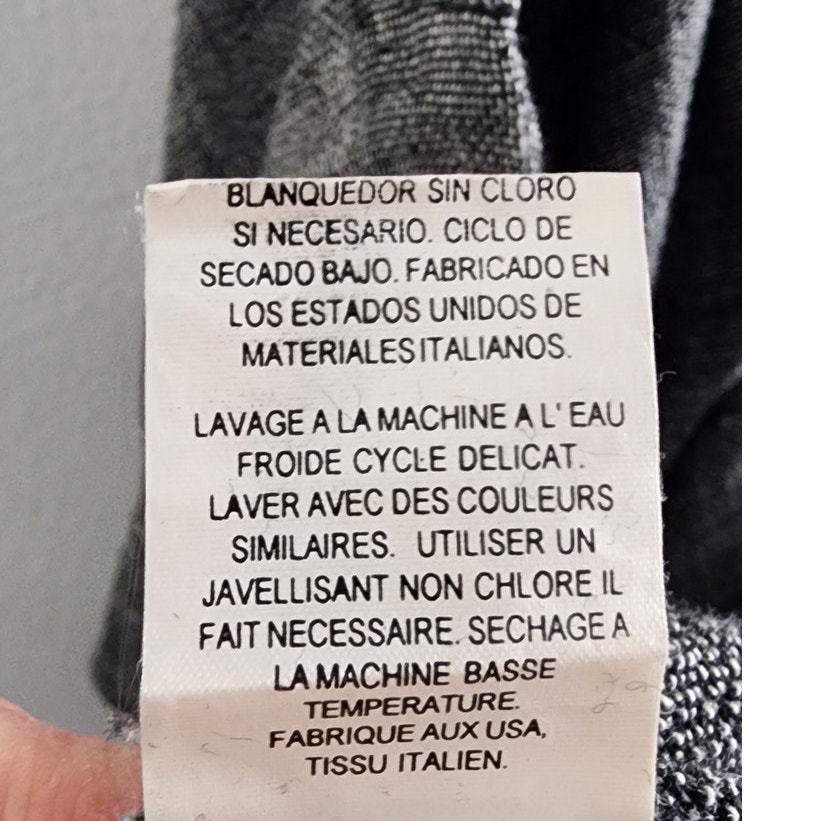 BLANQUEDOR SIN CLORO
SI NECESARIO. CICLO DE
SECADO BAJO. FABRICADO EN
LOS ESTADOS UNIDOS DE
MATERIALES ITALIANOS.
LAVAGE A LA MACHINE A L' EAU
FROIDE CYCLE DELICAT.
LAVER AVEC DES COULEURS
SIMILAIRES. UTILISER UN
JAVELLISANT NON CHLORE IL
FAIT NECESSAIRE. SECHAGE A
LA MACHINE BASSE
TEMPERATURE.
FABRIQUE AUX USA,
TISSU ITALIEN.